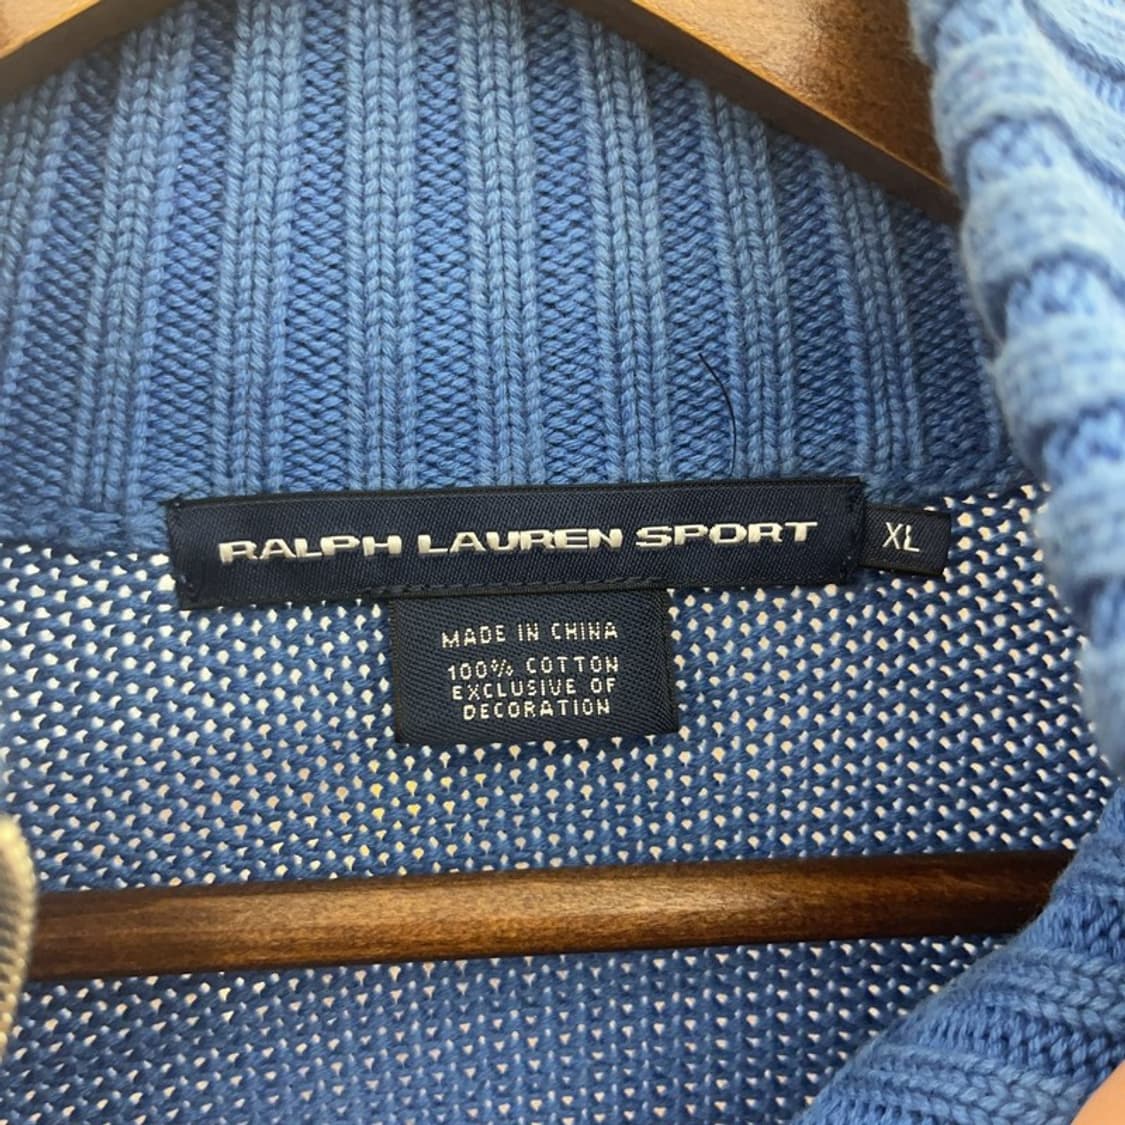 RALPH LAUREN SPORT
XL
MADE IN CHINA
100% COTTON
EXCLUSIVE OF
DECORATION